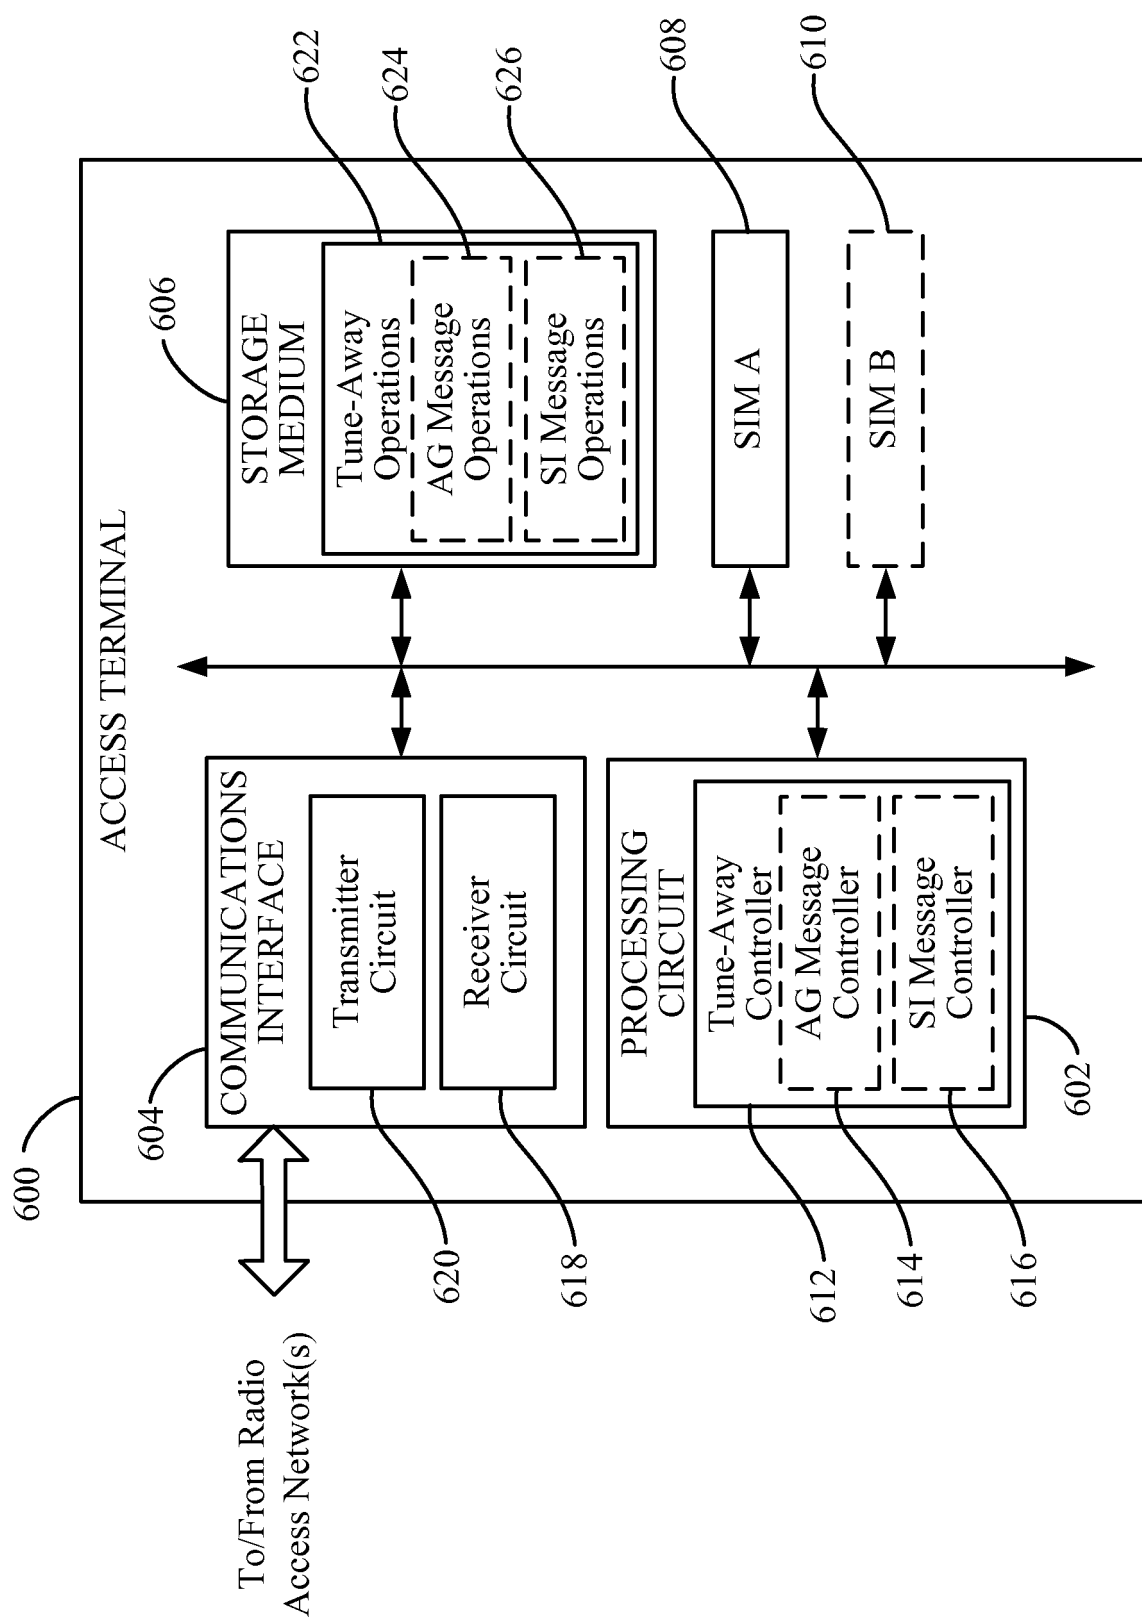 600
ACCESS TERMINAL
To/From Radio
Access Network(s)
604
COMMUNICATIONS
INTERFACE
Transmitter
Circuit
Receiver
Circuit
620
618
606
STORAGE
MEDIUM
Tune-Away
Operations
AG Message
Operations
SI Message
Operations
622
624
626
PROCESSING
CIRCUIT
Tune-Away
Controller
AG Message
Controller
SI Message
Controller
612
614
616
602
SIM A
608
SIM B
610